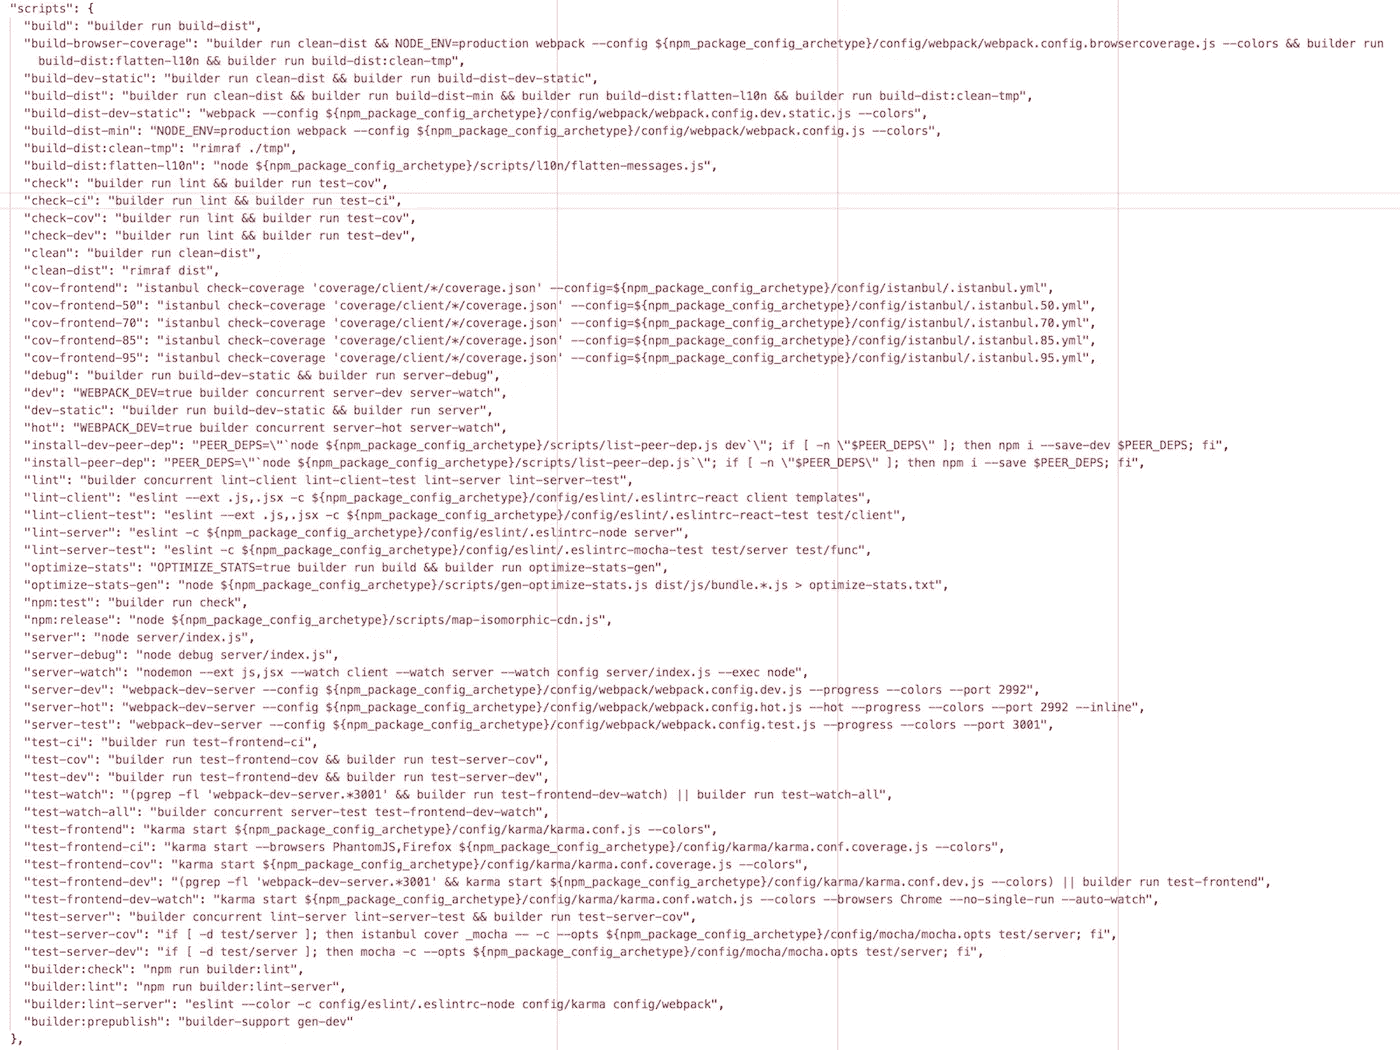 "scripts": {
"build": "builder run build-dist",
"build-browser-coverage": "builder run clean-dist && NODE_ENV=production webpack --config ${npm_package_config_archetype}/config/webpack/webpack.config.browsercoverage.js --colors && builder run
build-dist:flatten-l10n && builder run build-dist:clean-tmp",
"build-dev-static": "builder run clean-dist && builder run build-dist-dev-static",
"build-dist": "builder run clean-dist && builder run build-dist-min && builder run build-dist:flatten-l10n && builder run build-dist:clean-tmp",
"build-dist-dev-static": "webpack --config ${npm_package_config_archetype}/config/webpack/webpack.config.dev.static.js --colors",
"build-dist-min": "NODE_ENV=production webpack --config ${npm_package_config_archetype}/config/webpack/webpack.config.js --colors",
"build-dist:clean-tmp": "rimraf ./tmp",
"build-dist:flatten-l10n": "node ${npm_package_config_archetype}/scripts/l10n/flatten-messages.js",
"check": "builder run lint && builder run test-cov",
"check-ci": "builder run lint && builder run test-ci",
"check-cov": "builder run lint && builder run test-cov",
"check-dev": "builder run lint && builder run test-dev",
"clean": "builder run clean-dist",
"clean-dist": "rimraf dist",
"cov-frontend": "istanbul check-coverage 'coverage/client/*/coverage.json' --config=${npm_package_config_archetype}/config/istanbul/.istanbul.yml",
"cov-frontend-50": "istanbul check-coverage 'coverage/client/*/coverage.json' --config=${npm_package_config_archetype}/config/istanbul/.istanbul.50.yml",
"cov-frontend-70": "istanbul check-coverage 'coverage/client/*/coverage.json' --config=${npm_package_config_archetype}/config/istanbul/.istanbul.70.yml",
"cov-frontend-85": "istanbul check-coverage 'coverage/client/*/coverage.json' --config=${npm_package_config_archetype}/config/istanbul/.istanbul.85.yml",
"cov-frontend-95": "istanbul check-coverage 'coverage/client/*/coverage.json' --config=${npm_package_config_archetype}/config/istanbul/.istanbul.95.yml",
"debug": "builder run build-dev-static && builder run server-debug",
"dev": "WEBPACK_DEV=true builder concurrent server-dev server-watch",
"dev-static": "builder run build-dev-static && builder run server",
"hot": "WEBPACK_DEV=true builder concurrent server-hot server-watch",
"install-dev-peer-dep": "PEER_DEPS=\"`node ${npm_package_config_archetype}/scripts/list-peer-dep.js dev`\"; if [ -n \"$PEER_DEPS\" ]; then npm i --save-dev $PEER_DEPS; fi",
"install-peer-dep": "PEER_DEPS=\"`node ${npm_package_config_archetype}/scripts/list-peer-dep.js`\"; if [ -n \"$PEER_DEPS\" ]; then npm i --save $PEER_DEPS; fi",
"lint": "builder concurrent lint-client lint-client-test lint-server lint-server-test",
"lint-client": "eslint --ext .js,.jsx -c ${npm_package_config_archetype}/config/eslint/.eslintrc-react client templates",
"lint-client-test": "eslint --ext .js,.jsx -c ${npm_package_config_archetype}/config/eslint/.eslintrc-react-test test/client",
"lint-server": "eslint -c ${npm_package_config_archetype}/config/eslint/.eslintrc-node server",
"lint-server-test": "eslint -c ${npm_package_config_archetype}/config/eslint/.eslintrc-mocha-test test/server test/func",
"optimize-stats": "OPTIMIZE_STATS=true builder run build && builder run optimize-stats-gen",
"optimize-stats-gen": "node ${npm_package_config_archetype}/scripts/gen-optimize-stats.js dist/js/bundle.*.js > optimize-stats.txt",
"npm:test": "builder run check",
"npm:release": "node ${npm_package_config_archetype}/scripts/map-isomorphic-cdn.js",
"server": "node server/index.js",
"server-debug": "node debug server/index.js",
"server-watch": "nodemon --ext js,jsx --watch client --watch server --watch config server/index.js --exec node",
"server-dev": "webpack-dev-server --config ${npm_package_config_archetype}/config/webpack/webpack.config.dev.js --progress --colors --port 2992",
"server-hot": "webpack-dev-server --config ${npm_package_config_archetype}/config/webpack/webpack.config.hot.js --hot --progress --colors --port 2992 --inline",
"server-test": "webpack-dev-server --config ${npm_package_config_archetype}/config/webpack/webpack.config.test.js --progress --colors --port 3001",
"test-ci": "builder run test-frontend-ci",
"test-cov": "builder run test-frontend-cov && builder run test-server-cov",
"test-dev": "builder run test-frontend-dev && builder run test-server-dev",
"test-watch": "(pgrep -fl 'webpack-dev-server.*3001' && builder run test-frontend-dev-watch) || builder run test-watch-all",
"test-watch-all": "builder concurrent server-test test-frontend-dev-watch",
"test-frontend": "karma start ${npm_package_config_archetype}/config/karma/karma.conf.js --colors",
"test-frontend-ci": "karma start --browsers PhantomJS,Firefox ${npm_package_config_archetype}/config/karma/karma.conf.coverage.js --colors",
"test-frontend-cov": "karma start ${npm_package_config_archetype}/config/karma/karma.conf.coverage.js --colors",
"test-frontend-dev": "(pgrep -fl 'webpack-dev-server.*3001' && karma start ${npm_package_config_archetype}/config/karma/karma.conf.dev.js --colors) || builder run test-frontend",
"test-frontend-dev-watch": "karma start ${npm_package_config_archetype}/config/karma/karma.conf.watch.js --colors --browsers Chrome --no-single-run --auto-watch",
"test-server": "builder concurrent lint-server lint-server-test && builder run test-server-cov",
"test-server-cov": "if [ -d test/server ]; then istanbul cover _mocha -- -c --opts ${npm_package_config_archetype}/config/mocha/mocha.opts test/server; fi",
"test-server-dev": "if [ -d test/server ]; then mocha -c --opts ${npm_package_config_archetype}/config/mocha/mocha.opts test/server; fi",
"builder:check": "npm run builder:lint",
"builder:lint": "npm run builder:lint-server",
"builder:lint-server": "eslint --color -c config/eslint/.eslintrc-node config/karma config/webpack",
"builder:prepublish": "builder-support gen-dev"
},